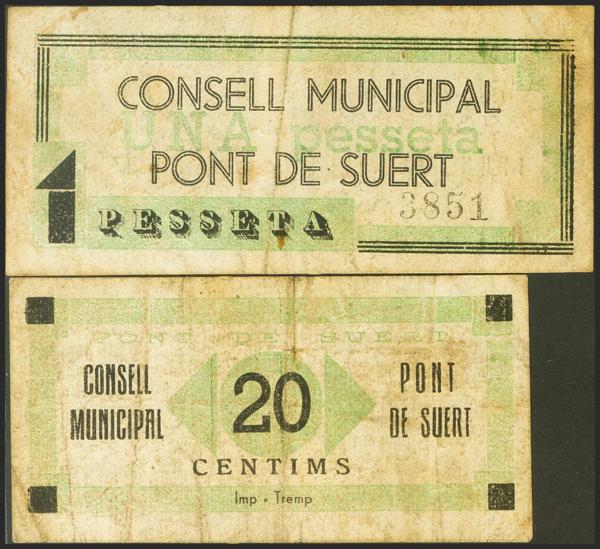 CONSELL MUNICIPAL
UNA pesseta
PONT DE SUERT
3851
1
PESSETA
PONT DE SUERT
CONSELL
MUNICIPAL
20
PONT
DE SUERT
CENTIMS
Imp - Tremp